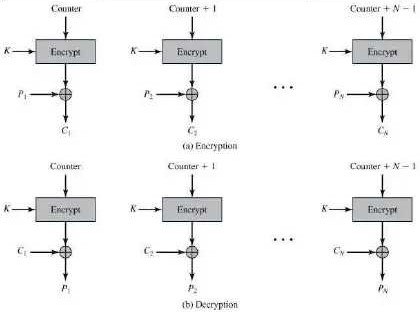 Counter Counter + 1 Counter + N − 1
K Encrypt K Encrypt K Encrypt
P1 P2 PN
C1 C2 CN
(a) Encryption
Counter Counter + 1 Counter + N − 1
K Encrypt K Encrypt K Encrypt
C1 C2 CN
P1 P2 PN
(b) Decryption